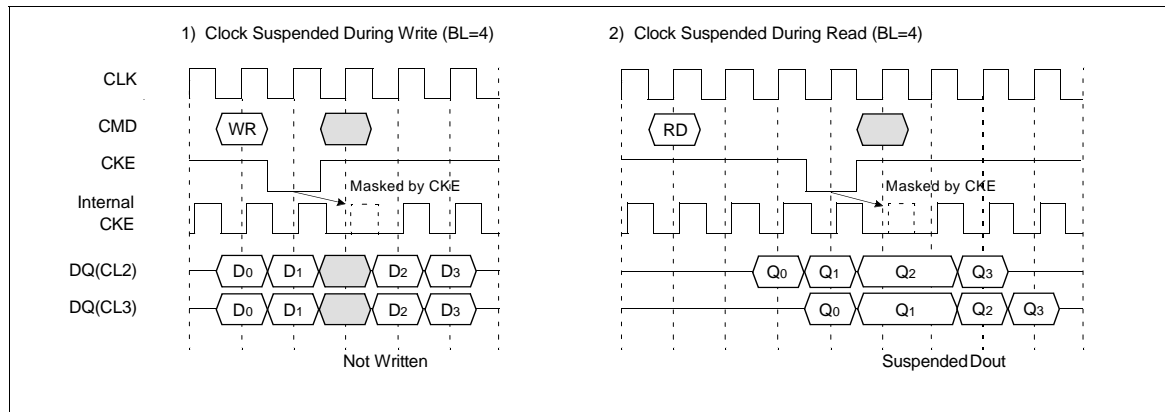 1) Clock Suspended During Write (BL=4) 2) Clock Suspended During Read (BL=4)
CLK
CMD WR RD
CKE
Masked by CKE Masked by CKE
Internal
CKE
DQ(CL2) D0 D1 D2 D3 Q0 Q1 Q2 Q3
DQ(CL3) D0 D1 D2 D3 Q0 Q1 Q2 Q3
Not Written Suspended Dout